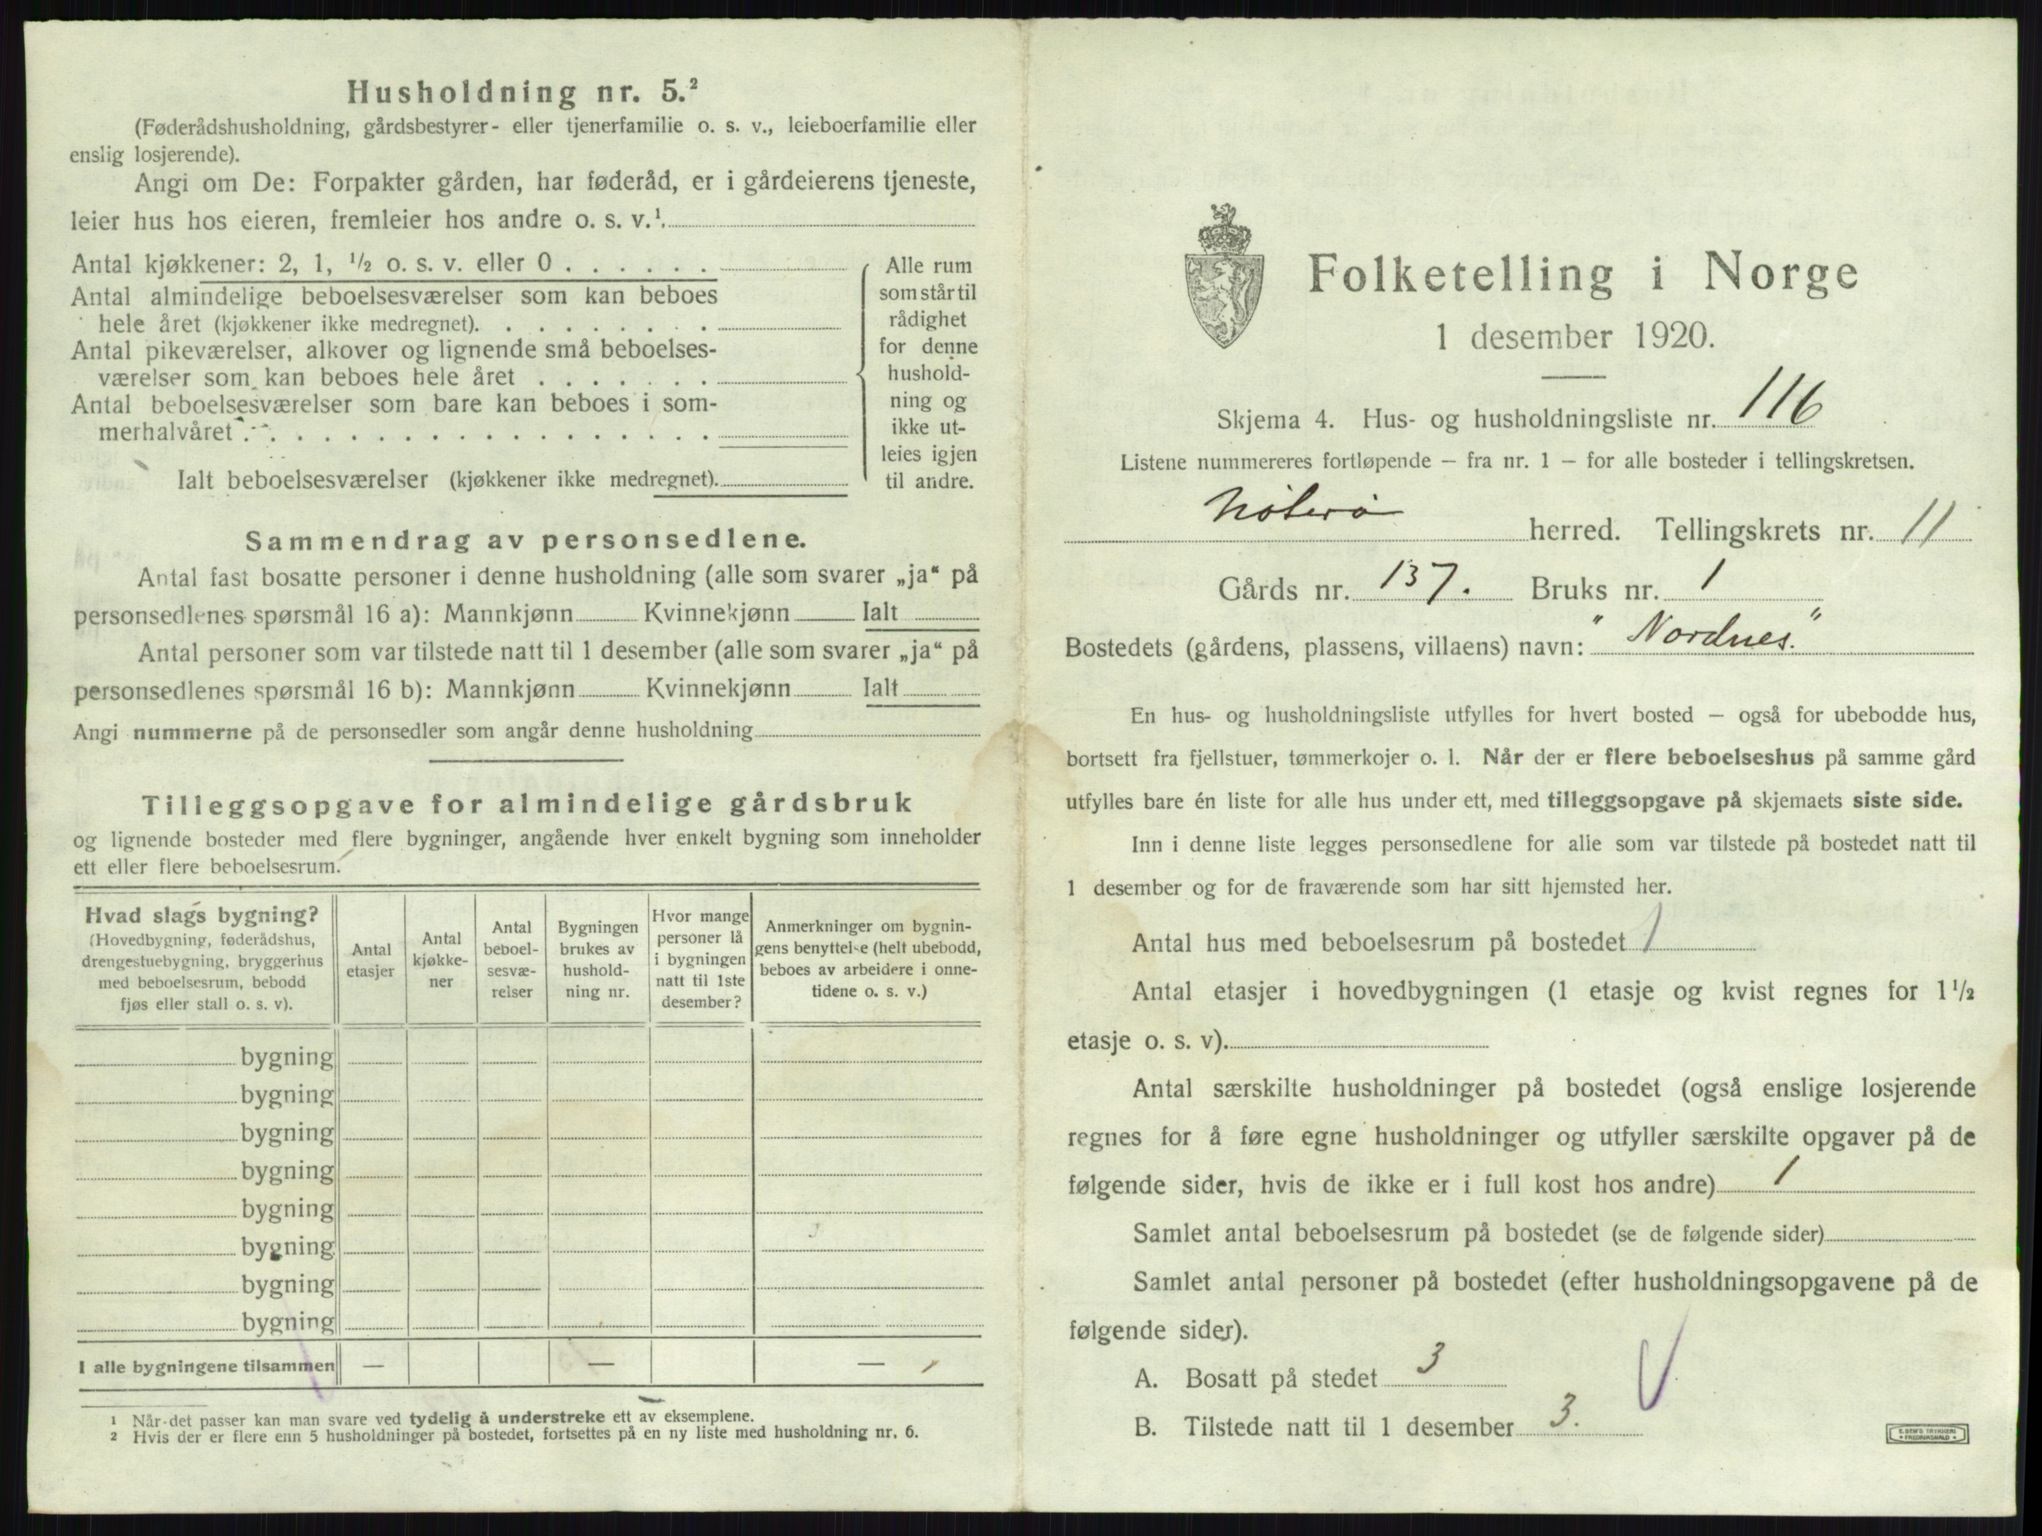 Husholdning nr. 5.²
(Føderådshusholdning, gårdsbestyrer- eller tjenerfamilie o. s. v., leieboerfamilie eller
enslig losjerende).
Angi om De: Forpakter gården, har føderåd, er i gårdeierens tjeneste,
leier hus hos eieren, fremleier hos andre o. s. v.¹.
Antal kjøkkener: 2, 1, ½ o. s. v. eller 0 . . . . . .
Antal almindelige beboelsesværelser som kan beboes
hele året (kjøkkener ikke medregnet). . . . . . . . .
Antal pikeværelser, alkover og lignende små beboelses-
værelser som kan beboes hele året . . . . . . .
Antal beboelsesværelser som bare kan beboes i som-
merhalvåret . . . . . . . . . . . . . . . . . .
Ialt beboelsesværelser (kjøkkener ikke medregnet).
Alle rum
som står til
rådighet
for denne
hushold-
ning og
ikke ut-
leies igjen
til andre.
Sammendrag av personsedlene.
Antal fast bosatte personer i denne husholdning (alle som svarer „ja“ på
personsedlenes spørsmål 16 a): Mannkjønn Kvinnekjønn Ialt
Antal personer som var tilstede natt til 1 desember (alle som svarer „ja“ på
personsedlenes spørsmål 16 b): Mannkjønn Kvinnekjønn Ialt
Angi nummerne på de personsedler som angår denne husholdning
Tilleggsopgave for almindelige gårdsbruk
og lignende bosteder med flere bygninger, angående hver enkelt bygning som inneholder
ett eller flere beboelsesrum.
Hvad slags bygning?
(Hovedbygning, føderådshus,
drengestuebygning, bryggerhus
med beboelsesrum, bebodd
fjøs eller stall o. s. v).
Antal
etasjer
Antal
kjøkke-
ner
Antal
beboel-
sesvæ-
relser
Bygningen
brukes av
hushold-
ning nr.
Hvor mange
personer lå
i bygningen
natt til 1ste
desember?
Anmerkninger om bygnin-
gens benyttelse (helt ubebodd,
beboes av arbeidere i onne-
tidene o. s. v.)
bygning
bygning
bygning
bygning
bygning
bygning
bygning
bygning
I alle bygningene tilsammen — — —
¹ Når det passer kan man svare ved tydelig å understreke ett av eksemplene.
² Hvis der er flere enn 5 husholdninger på bostedet, fortsettes på en ny liste med husholdning nr. 6.
Folketelling i Norge
1 desember 1920.
Skjema 4. Hus- og husholdningsliste nr. 116
Listene nummereres fortløpende – fra nr. 1 – for alle bosteder i tellingskretsen.
Nøterø herred. Tellingskrets nr. 11
Gårds nr. 137. Bruks nr. 1
Bostedets (gårdens, plassens, villaens) navn: "Nordnes."
En hus- og husholdningsliste utfylles for hvert bosted – også for ubebodde hus,
bortsett fra fjellstuer, tømmerkojer o. l. Når der er flere beboelseshus på samme gård
utfylles bare én liste for alle hus under ett, med tilleggsopgave på skjemaets siste side.
Inn i denne liste legges personsedlene for alle som var tilstede på bostedet natt til
1 desember og for de fraværende som har sitt hjemsted her.
Antal hus med beboelsesrum på bostedet 1
Antal etasjer i hovedbygningen (1 etasje og kvist regnes for 1½
etasje o. s. v).
Antal særskilte husholdninger på bostedet (også enslige losjerende
regnes for å føre egne husholdninger og utfyller særskilte opgaver på de
følgende sider, hvis de ikke er i full kost hos andre) 1
Samlet antal beboelsesrum på bostedet (se de følgende sider)
Samlet antal personer på bostedet (efter husholdningsopgavene på de
følgende sider).
A. Bosatt på stedet 3
B. Tilstede natt til 1 desember 3.